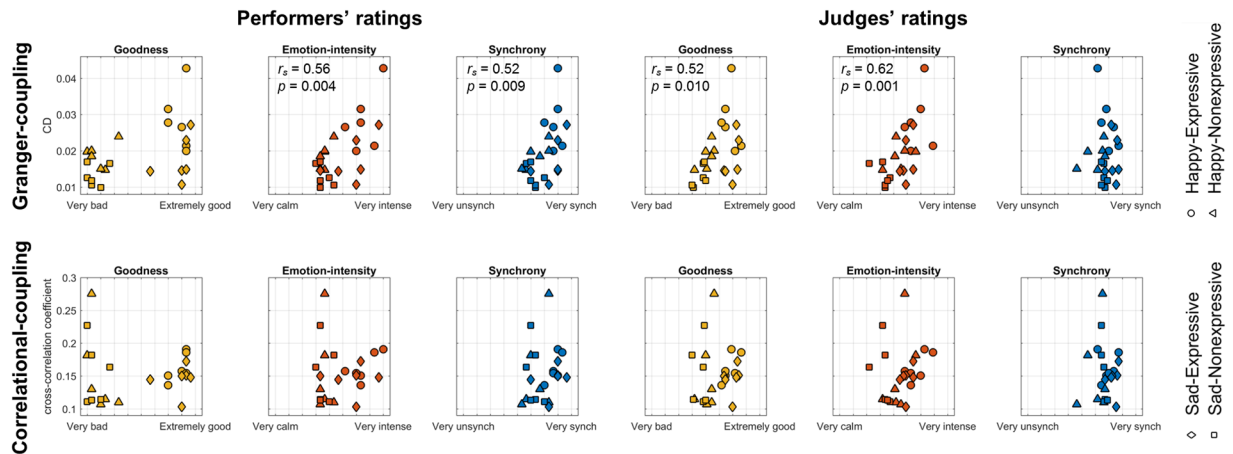 Performers' ratings
Judges' ratings
Granger-coupling
Goodness
Emotion-intensity
Synchrony
Goodness
Emotion-intensity
Synchrony
CD
0.04
0.03
0.02
0.01
rs = 0.56
p = 0.004
rs = 0.52
p = 0.009
rs = 0.52
p = 0.010
rs = 0.62
p = 0.001
Very bad
Extremely good
Very calm
Very intense
Very unsynch
Very synch
Very bad
Extremely good
Very calm
Very intense
Very unsynch
Very synch
Happy-Expressive
Happy-Nonexpressive
Correlational-coupling
Goodness
Emotion-intensity
Synchrony
Goodness
Emotion-intensity
Synchrony
cross-correlation coefficient
0.3
0.25
0.2
0.15
0.1
Very bad
Extremely good
Very calm
Very intense
Very unsynch
Very synch
Very bad
Extremely good
Very calm
Very intense
Very unsynch
Very synch
Sad-Expressive
Sad-Nonexpressive